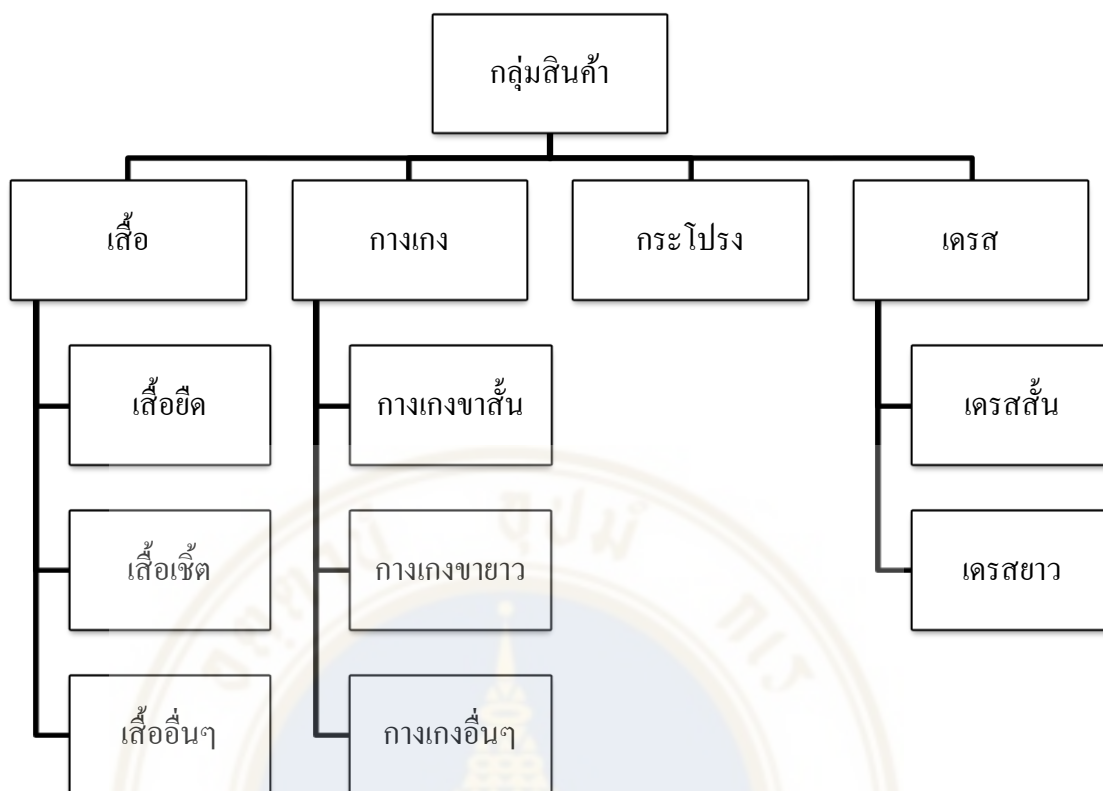 กลุ่มสินค้า
เสื้อ
กางเกง
กระโปรง
เดรส
เสื้อยืด
กางเกงขาสั้น
เดรสสั้น
เสื้อเชิ้ต
กางเกงขายาว
เดรสยาว
เสื้ออื่นๆ
กางเกงอื่นๆ